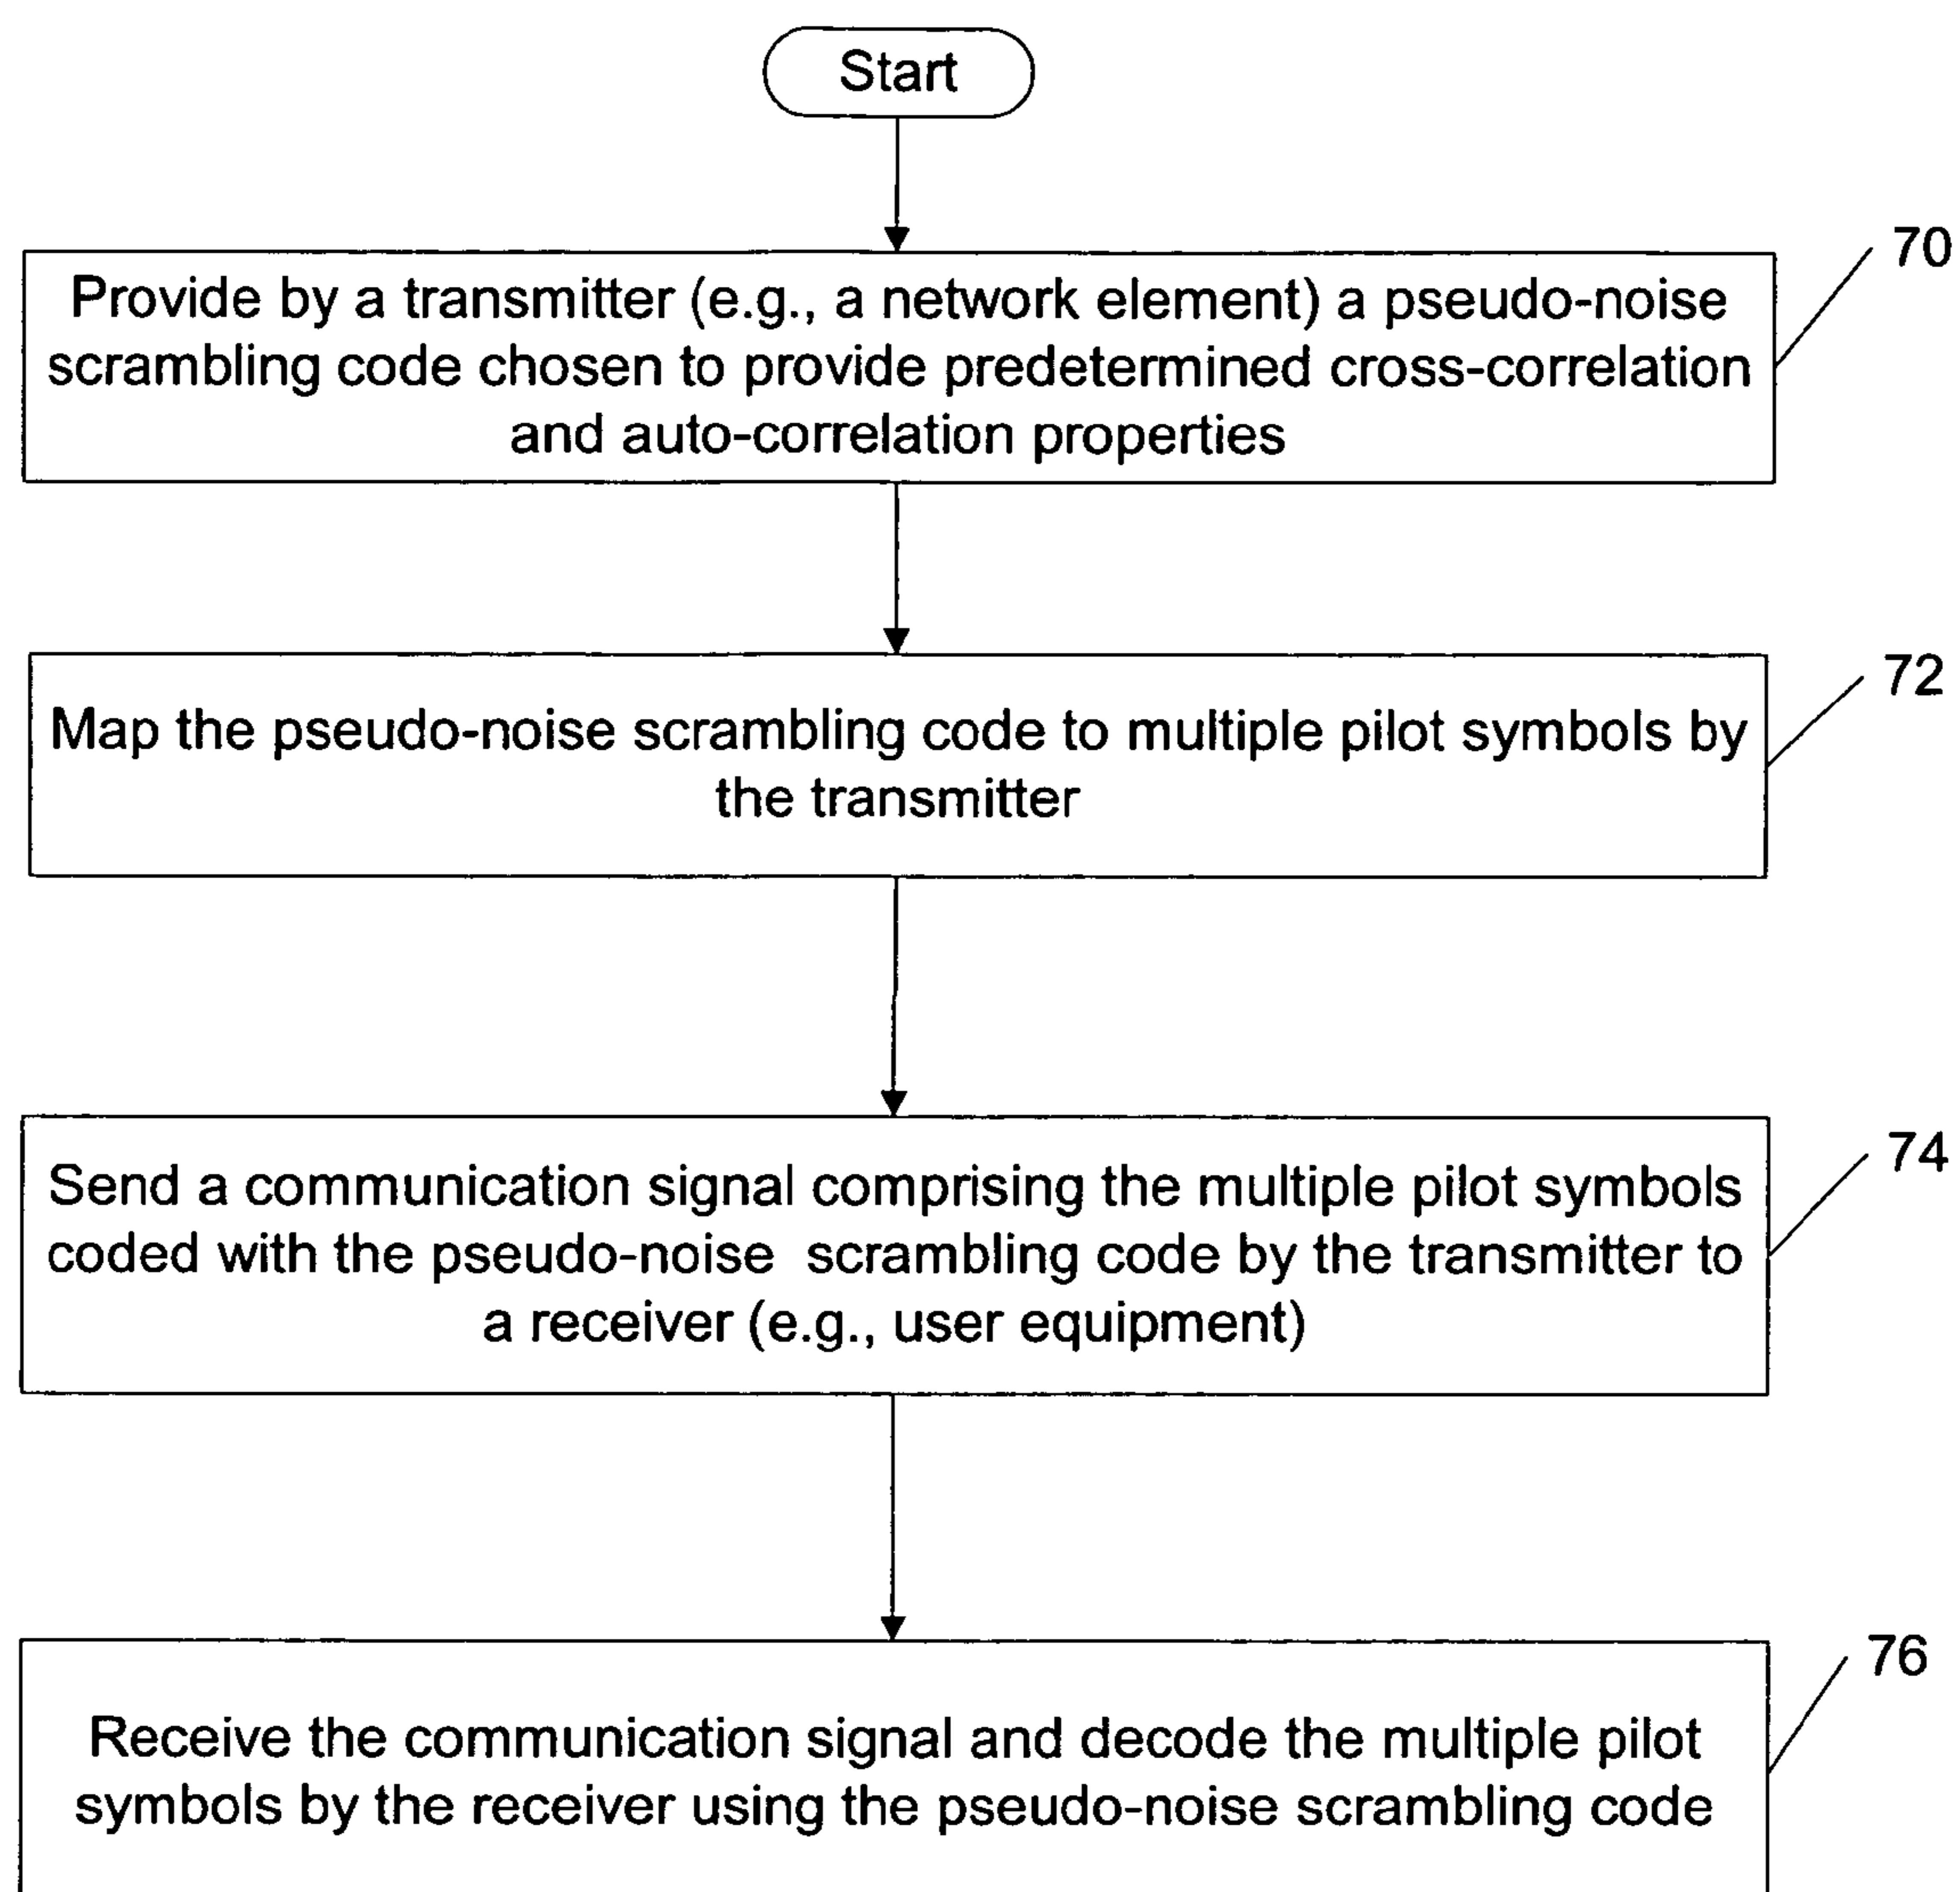 Start
70
Provide by a transmitter (e.g., a network element) a pseudo-noise
scrambling code chosen to provide predetermined cross-correlation
and auto-correlation properties
72
Map the pseudo-noise scrambling code to multiple pilot symbols by
the transmitter
74
Send a communication signal comprising the multiple pilot symbols
coded with the pseudo-noise scrambling code by the transmitter to
a receiver (e.g., user equipment)
76
Receive the communication signal and decode the multiple pilot
symbols by the receiver using the pseudo-noise scrambling code